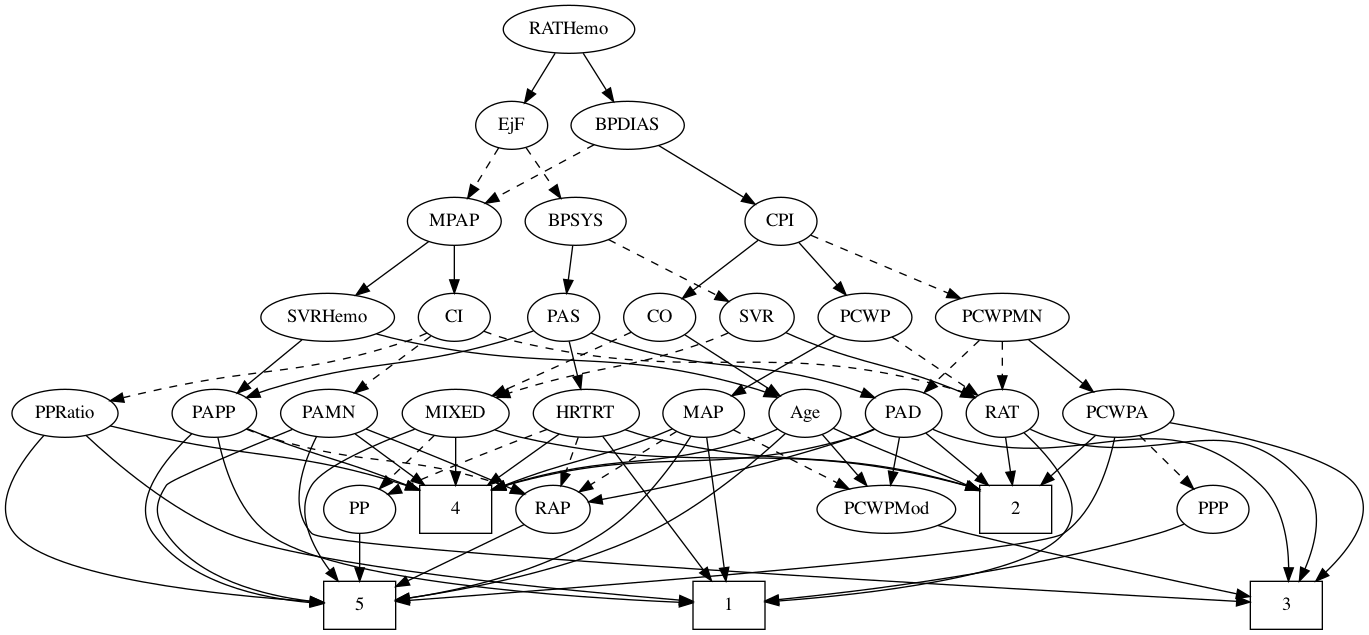 RATHemo
EjF BPDIAS
MPAP BPSYS CPI
SVRHemo CI PAS CO SVR PCWP PCWPMN
PPRatio PAPP PAMN MIXED HRTRT MAP Age PAD RAT PCWPA
PP 4 RAP PCWPMod 2 PPP
5 1 3